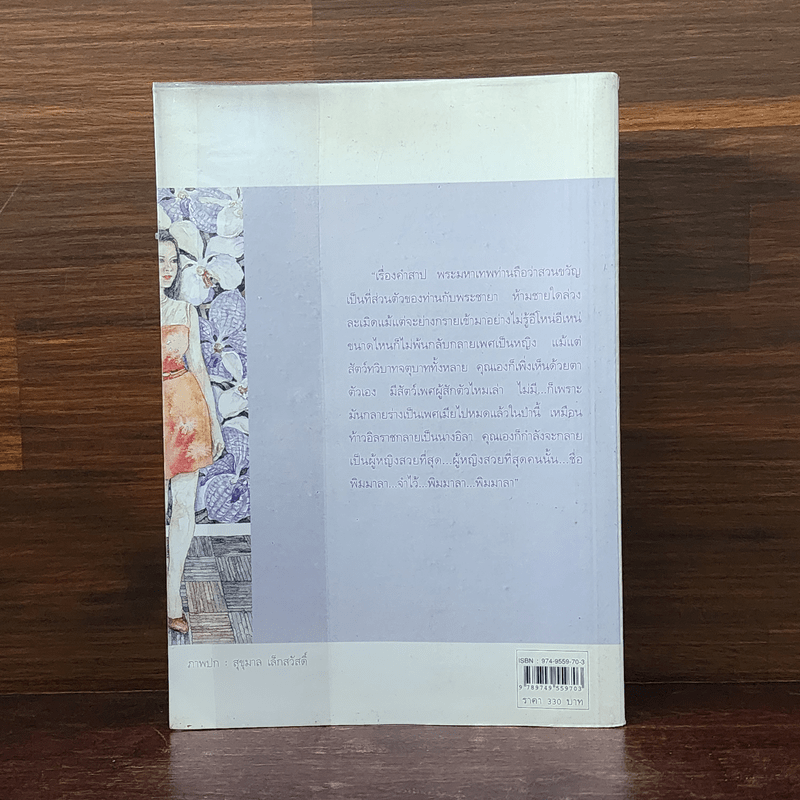 "เรื่องคำสาป พระมหาเทพท่านถือว่าสวนขวัญ
เป็นที่ส่วนตัวของท่านกับพระชายา ห้ามชายใดล่วง
ละเมิดแม้แต่จะย่างกรายเข้ามาอย่างไม่รู้อีโหน่อีเหน่
ขนาดไหนก็ไม่พ้นกลับกลายเพศเป็นหญิง แม้แต่
สัตว์ทวิบาทจตุบาททั้งหลาย คุณเองก็เพิ่งเห็นด้วยตา
ตัวเอง มีสัตว์เพศผู้สักตัวไหมเล่า ไม่มี...ก็เพราะ
มันกลายร่างเป็นเพศเมียไปหมดแล้วในป่านี้ เหมือน
ท้าวอิลราชกลายเป็นนางอิลา คุณเองก็กำลังจะกลาย
เป็นผู้หญิงสวยที่สุด...ผู้หญิงสวยที่สุดคนนั้น...ชื่อ
พิมมาลา...จำไว้...พิมมาลา...พิมมาลา"
ภาพปก : สุขุมาล เล็กสวัสดิ์
ISBN : 974-9559-70-3
9 789749 559703
ราคา 330 บาท